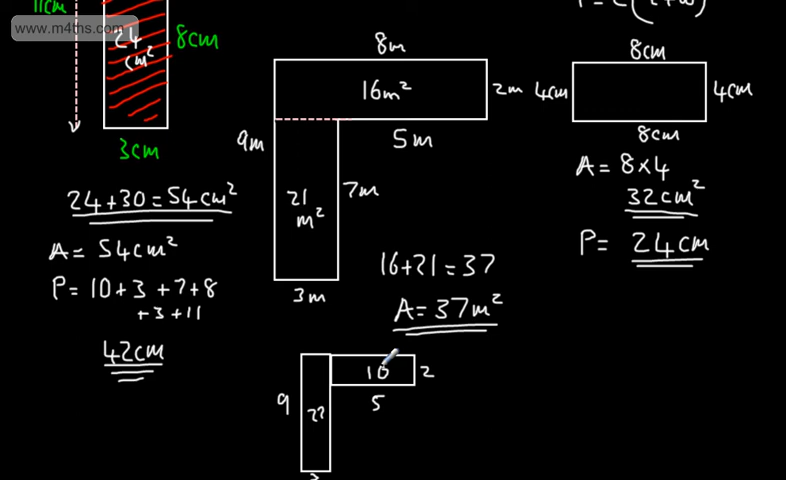 11cm
www.m4ths.com
24
cm²
8cm
3cm
24+30=54cm²
A= 54cm²
P= 10+3+7+8
+3+11
42cm
8m
16m²
2m
9m
5m
21
m²
7m
3m
16+21=37
A=37m²
8cm
4cm
4cm
8cm
A= 8×4
32cm²
P= 24cm
10
2
9
5